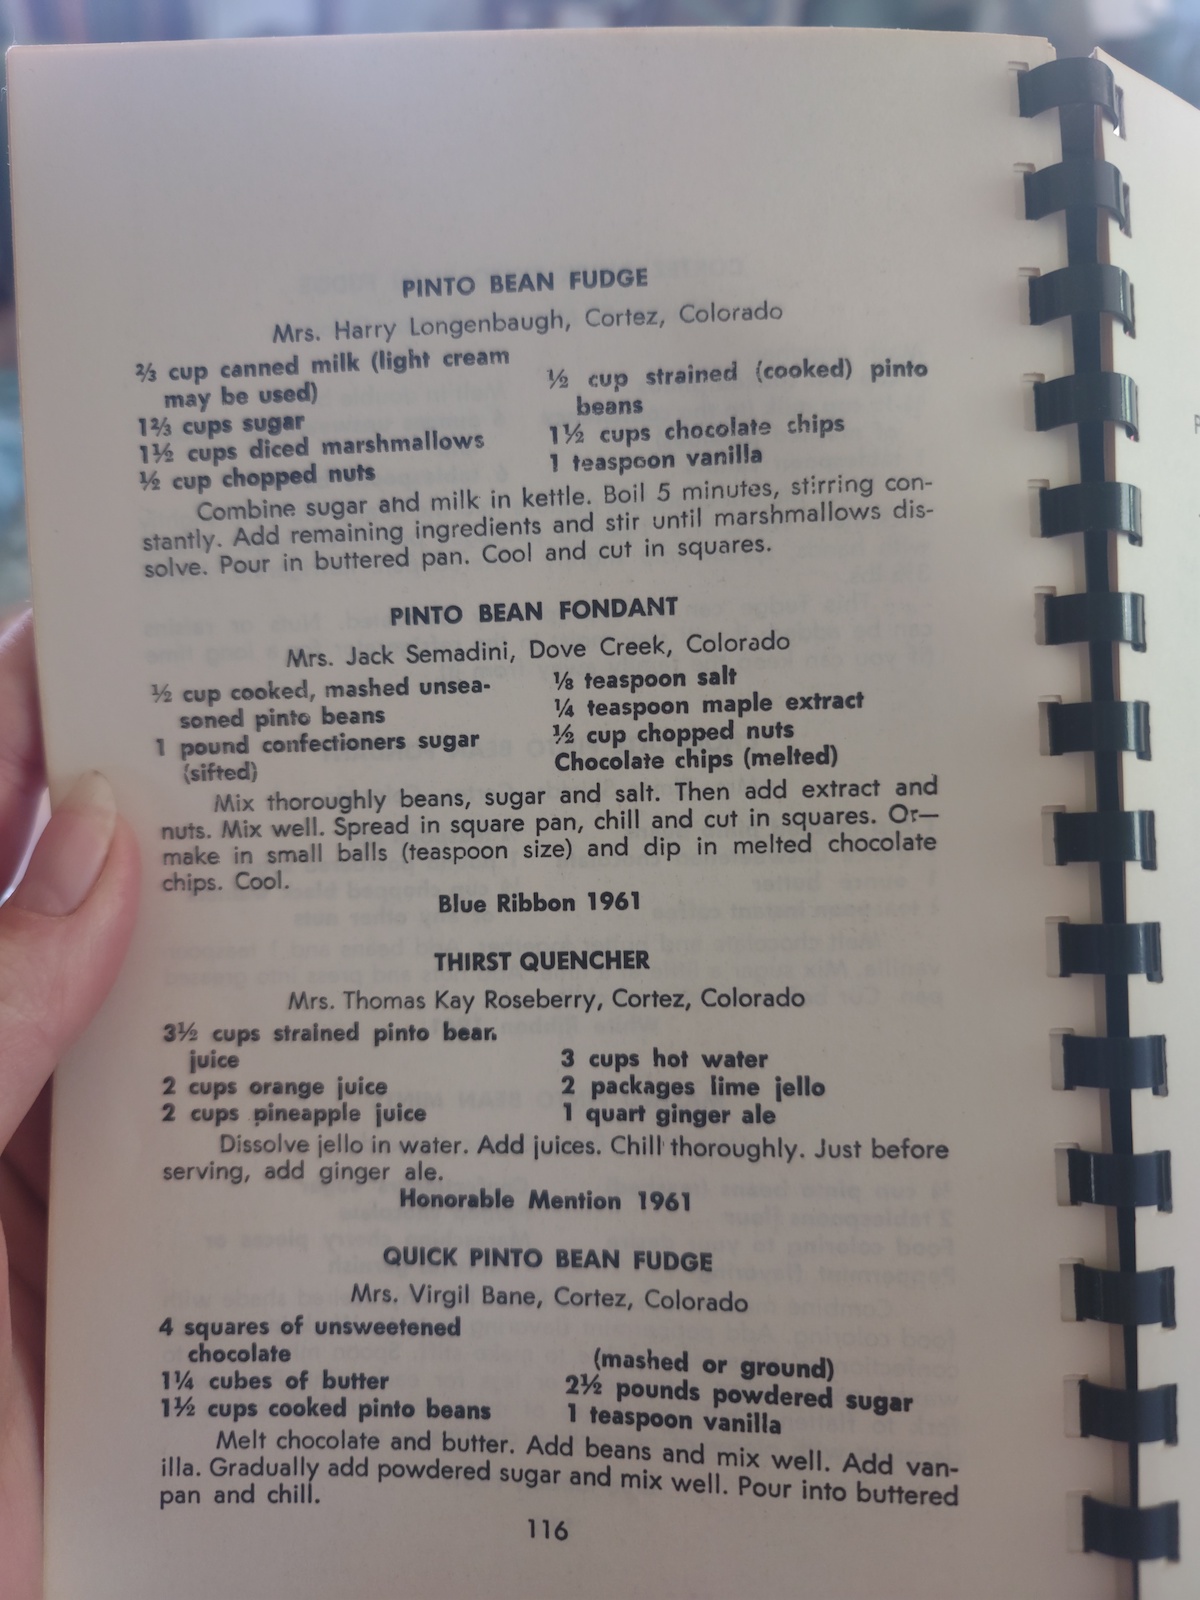 PINTO BEAN FUDGE
Mrs. Harry Longenbaugh, Cortez, Colorado
⅔ cup canned milk (light cream
may be used)
1⅔ cups sugar
1½ cups diced marshmallows
½ cup chopped nuts
½ cup strained (cooked) pinto
beans
1½ cups chocolate chips
1 teaspoon vanilla
Combine sugar and milk in kettle. Boil 5 minutes, stirring con-
stantly. Add remaining ingredients and stir until marshmallows dis-
solve. Pour in buttered pan. Cool and cut in squares.
PINTO BEAN FONDANT
Mrs. Jack Semadini, Dove Creek, Colorado
½ cup cooked, mashed unsea-
soned pinto beans
1 pound confectioners sugar
(sifted)
⅛ teaspoon salt
¼ teaspoon maple extract
½ cup chopped nuts
Chocolate chips (melted)
Mix thoroughly beans, sugar and salt. Then add extract and
nuts. Mix well. Spread in square pan, chill and cut in squares. Or—
make in small balls (teaspoon size) and dip in melted chocolate
chips. Cool.
Blue Ribbon 1961
THIRST QUENCHER
Mrs. Thomas Kay Roseberry, Cortez, Colorado
3½ cups strained pinto bean
juice
2 cups orange juice
2 cups pineapple juice
3 cups hot water
2 packages lime jello
1 quart ginger ale
Dissolve jello in water. Add juices. Chill thoroughly. Just before
serving, add ginger ale.
Honorable Mention 1961
QUICK PINTO BEAN FUDGE
Mrs. Virgil Bane, Cortez, Colorado
4 squares of unsweetened
chocolate
1¼ cubes of butter
1½ cups cooked pinto beans
(mashed or ground)
2½ pounds powdered sugar
1 teaspoon vanilla
Melt chocolate and butter. Add beans and mix well. Add van-
illa. Gradually add powdered sugar and mix well. Pour into buttered
pan and chill.
116